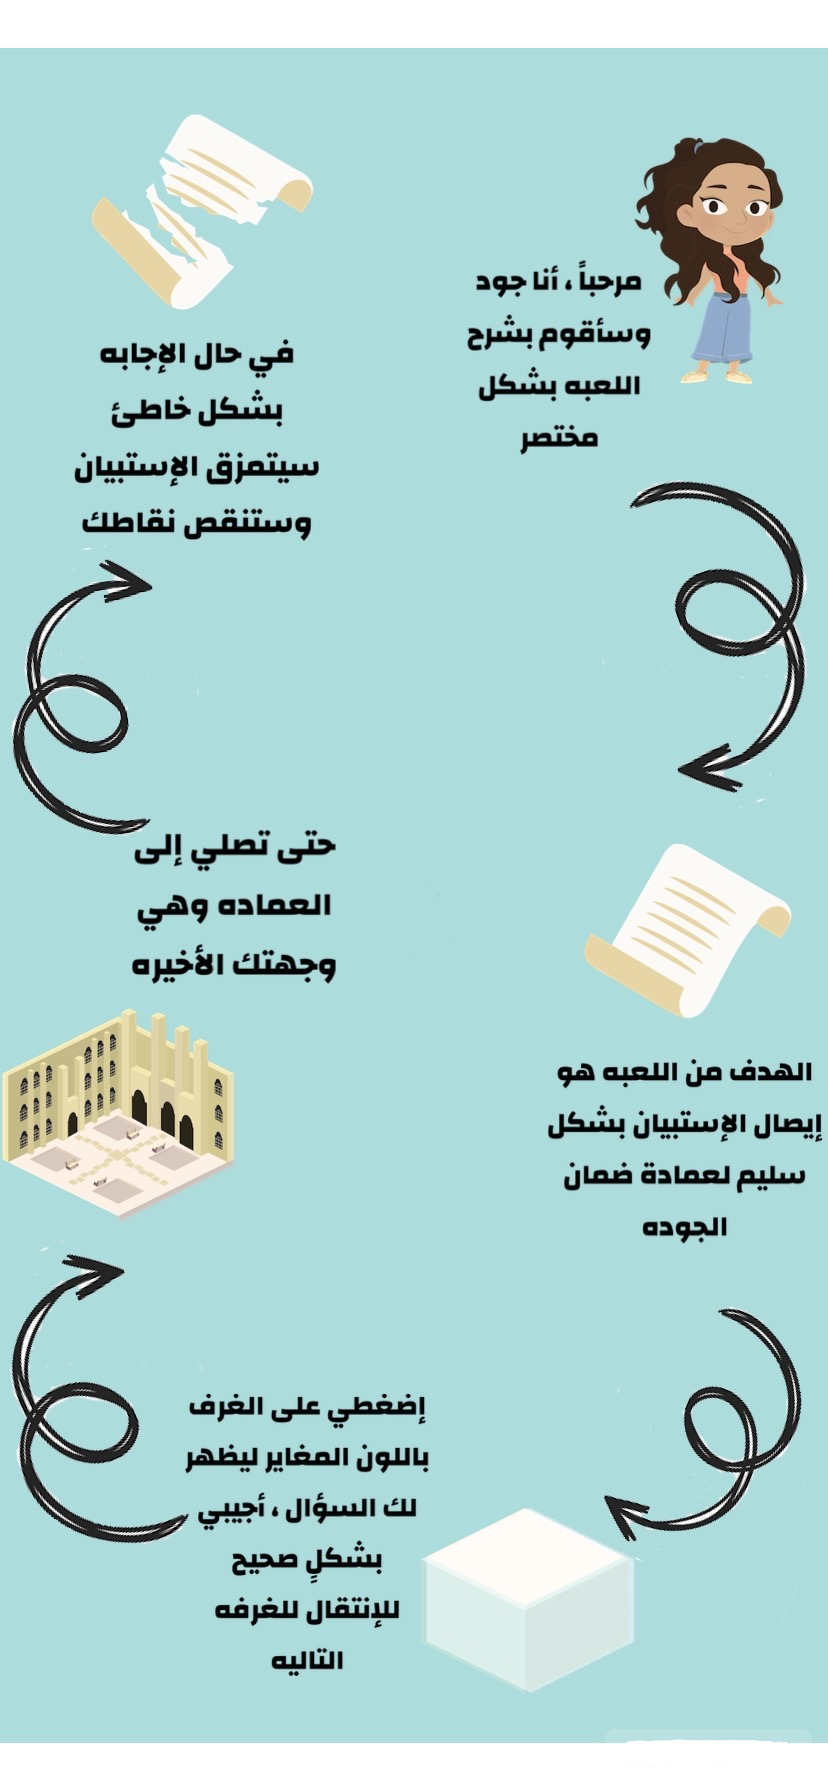 مرحباً ، أنا جود
وسأقوم بشرح
اللعبه بشكل
مختصر
الهدف من اللعبه هو
إيصال الإستبيان بشكل
سليم لعمادة ضمان
الجوده
إضغطي على الغرف
باللون المغاير ليظهر
لك السؤال ، أجيبي
بشكلٍ صحيح
للإنتقال للغرفه
التاليه
حتى تصلي إلى
العماده وهي
وجهتك الأخيره
في حال الإجابه
بشكل خاطئ
سيتمزق الإستبيان
وستنقص نقاطك